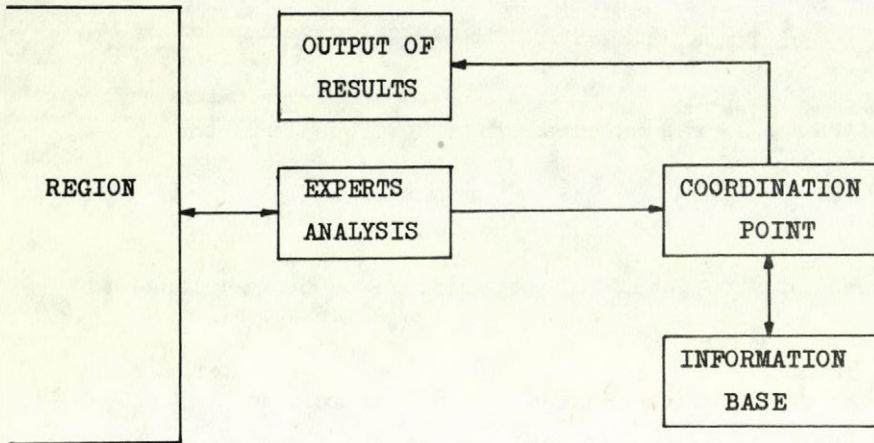 OUTPUT OF
RESULTS
REGION
EXPERTS
ANALYSIS
COORDINATION
POINT
INFORMATION
BASE